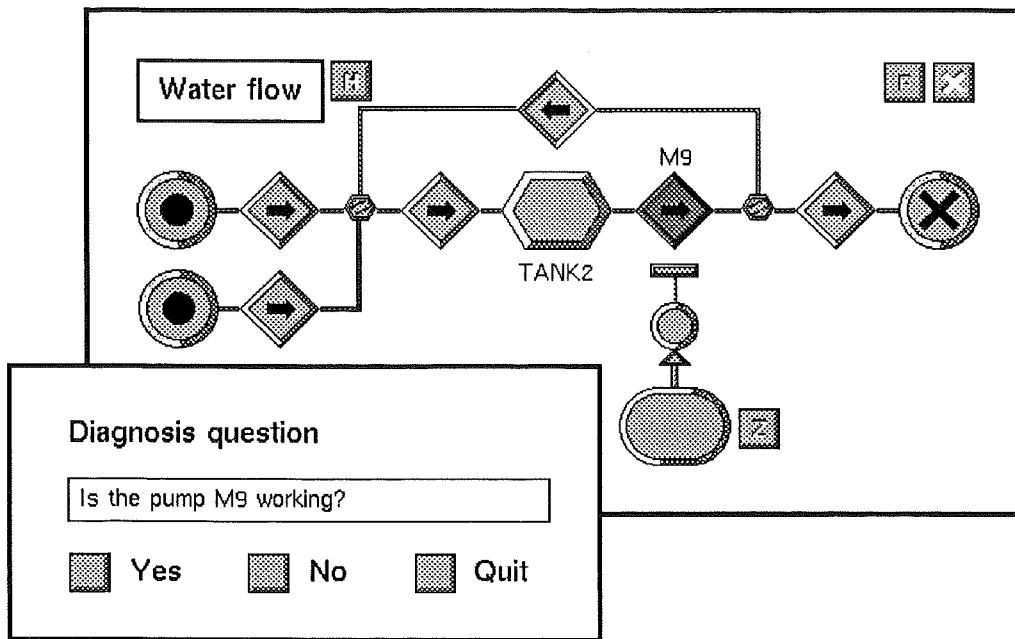 Water flow
M9
TANK2
Z
Diagnosis question
Is the pump M9 working?
Yes
No
Quit